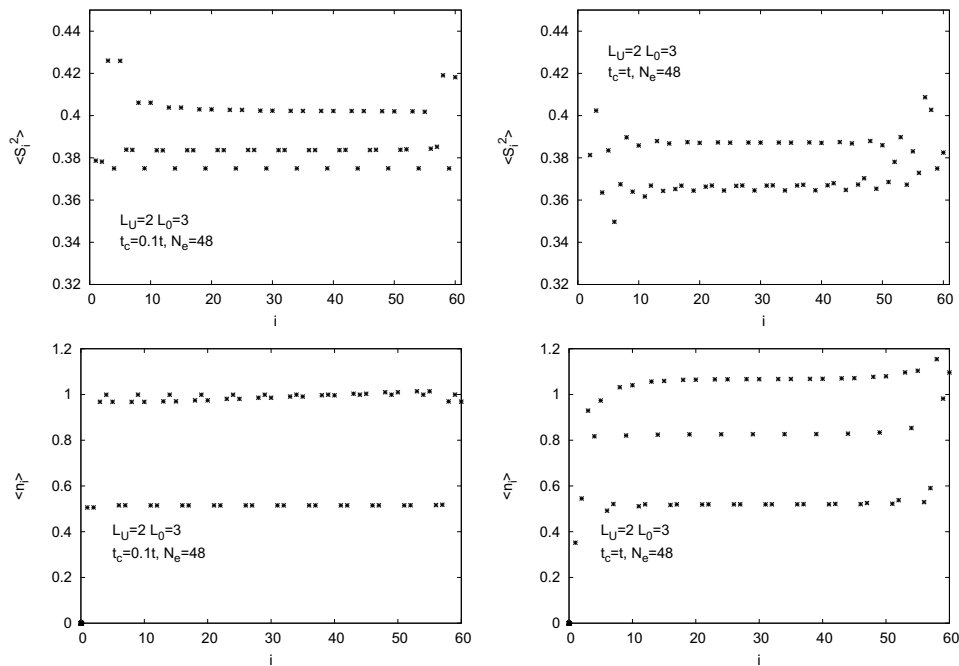 0.44
0.42
0.4
0.38
0.36
0.34
0.32
<S_i^2>
L_U=2 L_0=3
t_c=0.1t, N_e=48
0 10 20 30 40 50 60
i
0.44
0.42
0.4
0.38
0.36
0.34
0.32
<S_i^2>
L_U=2 L_0=3
t_c=t, N_e=48
0 10 20 30 40 50 60
i
1.2
1
0.8
0.6
0.4
0.2
0
<n_i>
L_U=2 L_0=3
t_c=0.1t, N_e=48
0 10 20 30 40 50 60
i
1.2
1
0.8
0.6
0.4
0.2
0
<n_i>
L_U=2 L_0=3
t_c=t, N_e=48
0 10 20 30 40 50 60
i